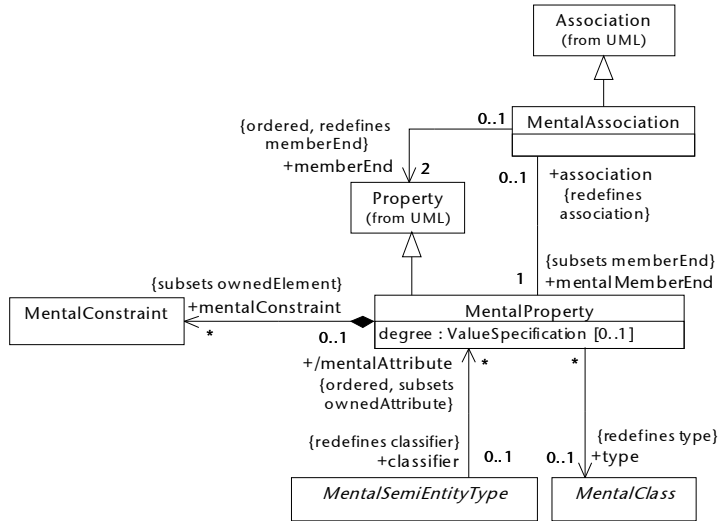 Association
(from UML)
0..1
MentalAssociation
{ordered, redefines
memberEnd}
+memberEnd
2
0..1
+association
{redefines
association}
Property
(from UML)
{subsets memberEnd}
1
+mentalMemberEnd
{subsets ownedElement}
+mentalConstraint
MentalConstraint
*
0..1
MentalProperty
degree : ValueSpecification [0..1]
+/mentalAttribute
*
*
{ordered, subsets
ownedAttribute}
{redefines classifier}
+classifier
0..1
{redefines type}
0..1
+type
MentalSemiEntityType
MentalClass